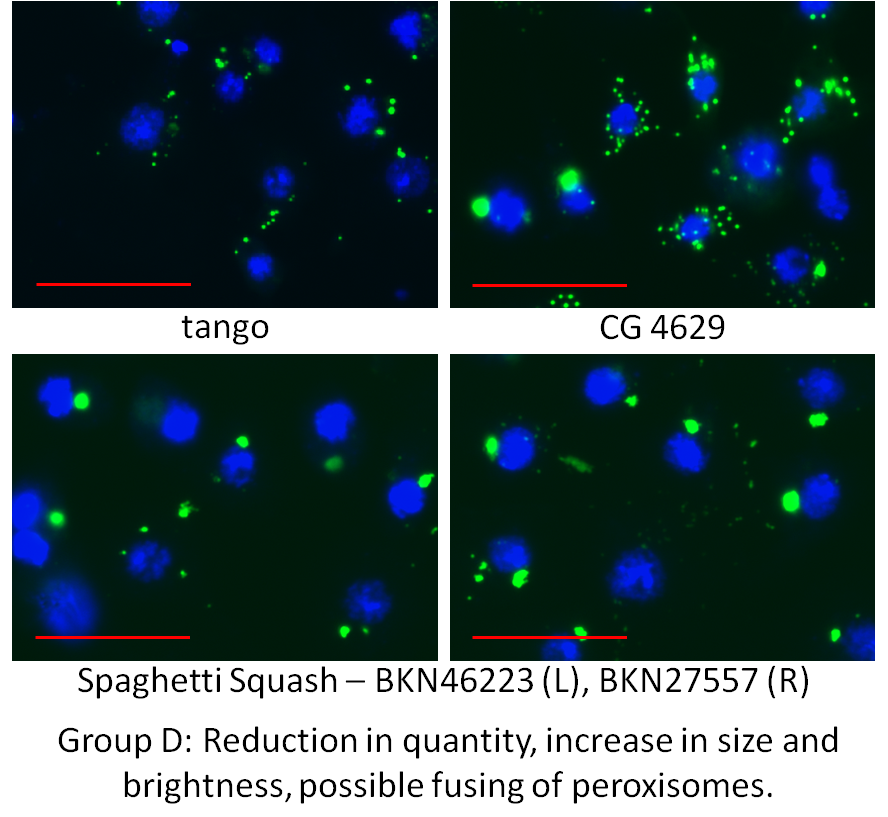 tango
CG 4629
Spaghetti Squash – BKN46223 (L), BKN27557 (R)
Group D: Reduction in quantity, increase in size and
brightness, possible fusing of peroxisomes.